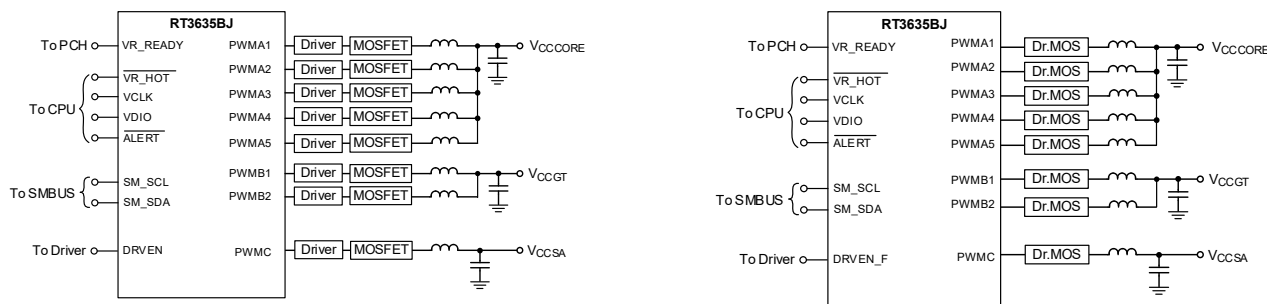 RT3635BJ
To PCH
VR_READY
PWMA1
Driver
MOSFET
VCCCORE
PWMA2
Driver
MOSFET
VR_HOT
PWMA3
Driver
MOSFET
To CPU
VCLK
VDIO
PWMA4
Driver
MOSFET
ALERT
PWMA5
Driver
MOSFET
PWMB1
Driver
MOSFET
VCCGT
To SMBUS
SM_SCL
SM_SDA
PWMB2
Driver
MOSFET
To Driver
DRVEN
PWMC
Driver
MOSFET
VCCSA
RT3635BJ
To PCH
VR_READY
PWMA1
Dr.MOS
VCCCORE
PWMA2
Dr.MOS
VR_HOT
PWMA3
Dr.MOS
To CPU
VCLK
VDIO
PWMA4
Dr.MOS
ALERT
PWMA5
Dr.MOS
PWMB1
Dr.MOS
VCCGT
To SMBUS
SM_SCL
SM_SDA
PWMB2
Dr.MOS
To Driver
DRVEN_F
PWMC
Dr.MOS
VCCSA